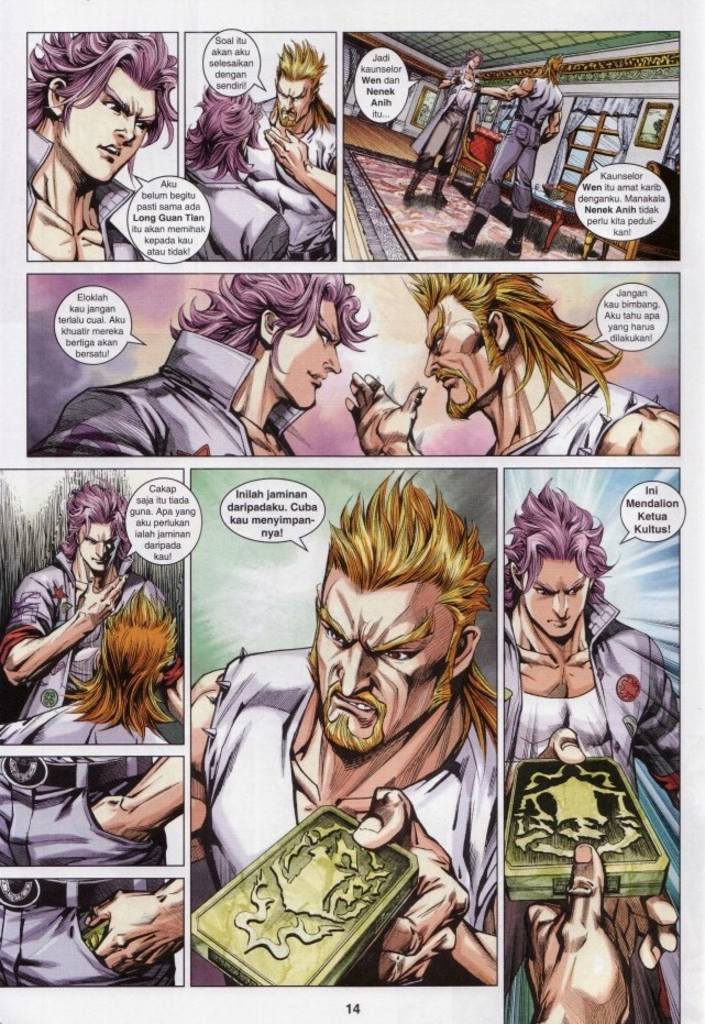 Aku
belum begitu
pasti sama ada
Long Guan Tian
itu akan memihak
kepada kau
atau tidak!
Soal itu
akan aku
selesaikan
dengan
sendiri!
Jadi
kaunselor
Wen dan
Nenek
Anih
itu...
Kaunselor
Wen itu amat karib
denganku. Manakala
Nenek Anih tidak
perlu kita peduli-
kan!
Eloklah
kau jangan
terlalu cuai. Aku
khuatir mereka
bertiga akan
bersatu!
Jangan
kau bimbang.
Aku tahu apa
yang harus
dilakukan!
Cakap
saja itu tiada
guna. Apa yang
aku perlukan
ialah jaminan
daripada
kau!
Inilah jaminan
daripadaku. Cuba
kau menyimpan-
nya!
Ini
Mendalion
Ketua
Kultus!
14